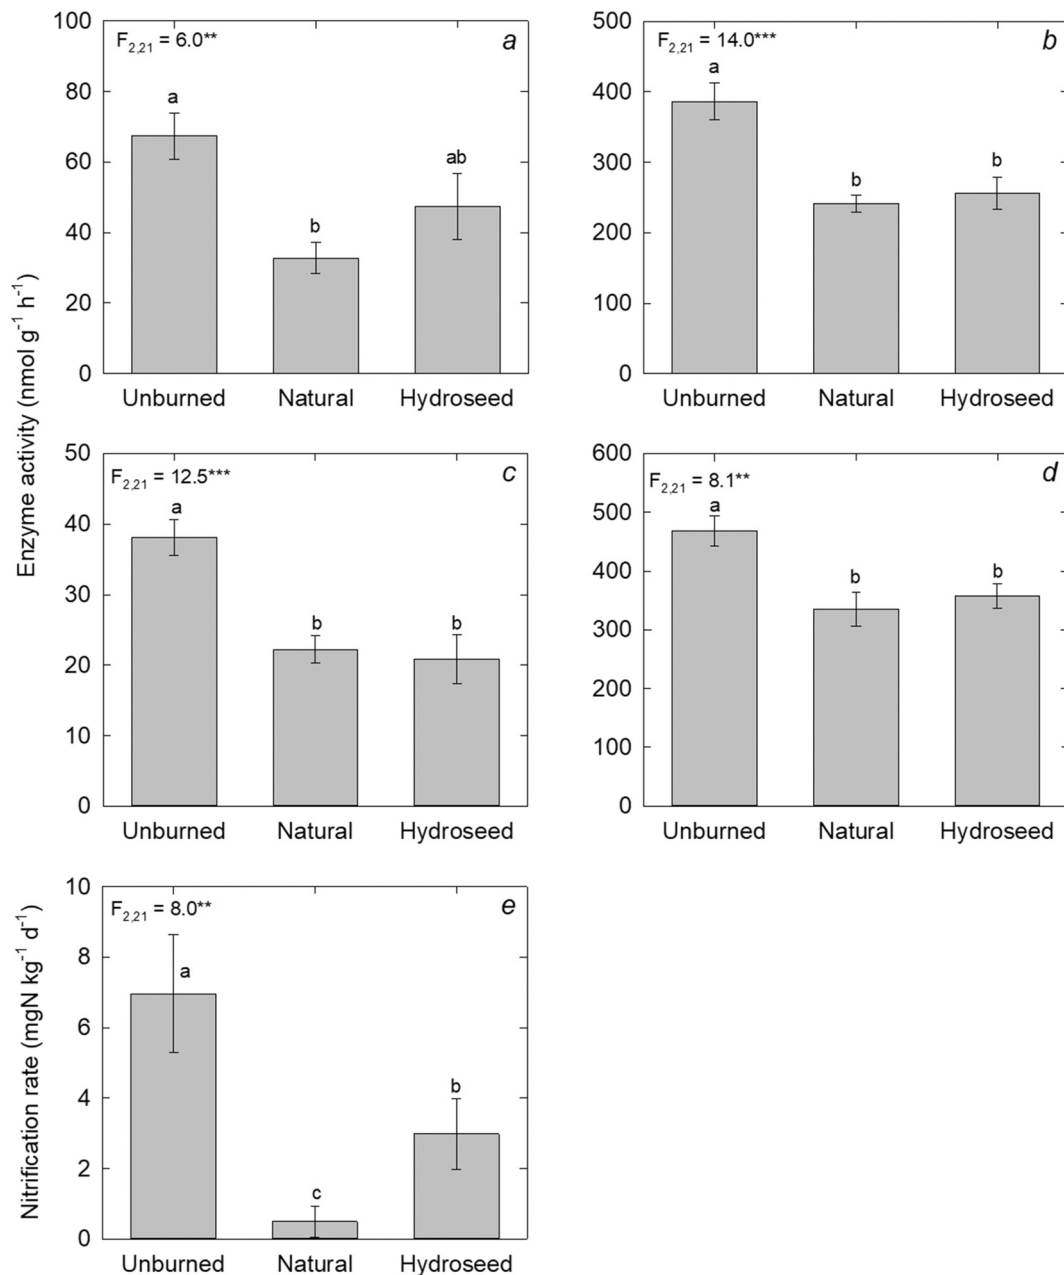 Enzyme activity (nmol g⁻¹ h⁻¹)
100
80
60
40
20
0
F₂,₂₁ = 6.0**
a
a
b
ab
Unburned Natural Hydroseed
500
400
300
200
100
0
F₂,₂₁ = 14.0***
b
a
b
b
Unburned Natural Hydroseed
50
40
30
20
10
0
F₂,₂₁ = 12.5***
c
a
b
b
Unburned Natural Hydroseed
600
500
400
300
200
100
0
F₂,₂₁ = 8.1**
d
a
b
b
Unburned Natural Hydroseed
Nitrification rate (mgN kg⁻¹ d⁻¹)
10
8
6
4
2
0
F₂,₂₁ = 8.0**
e
a
c
b
Unburned Natural Hydroseed